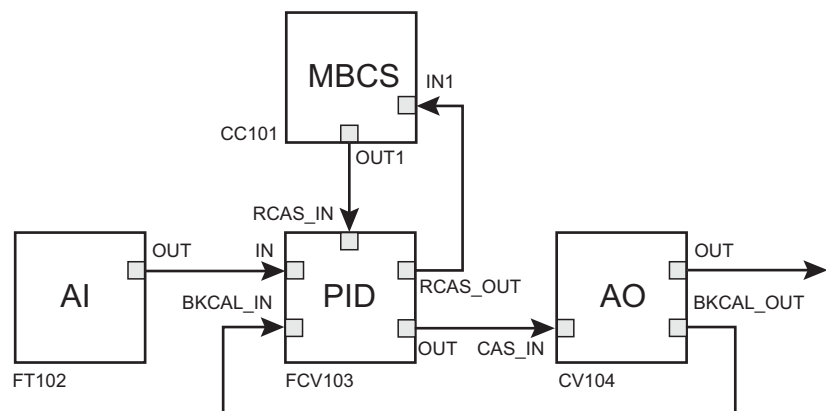 MBCS
IN1
CC101
OUT1
RCAS_IN
OUT
IN
OUT
AI
BKCAL_IN
PID
RCAS_OUT
AO
BKCAL_OUT
OUT
CAS_IN
FT102
FCV103
CV104